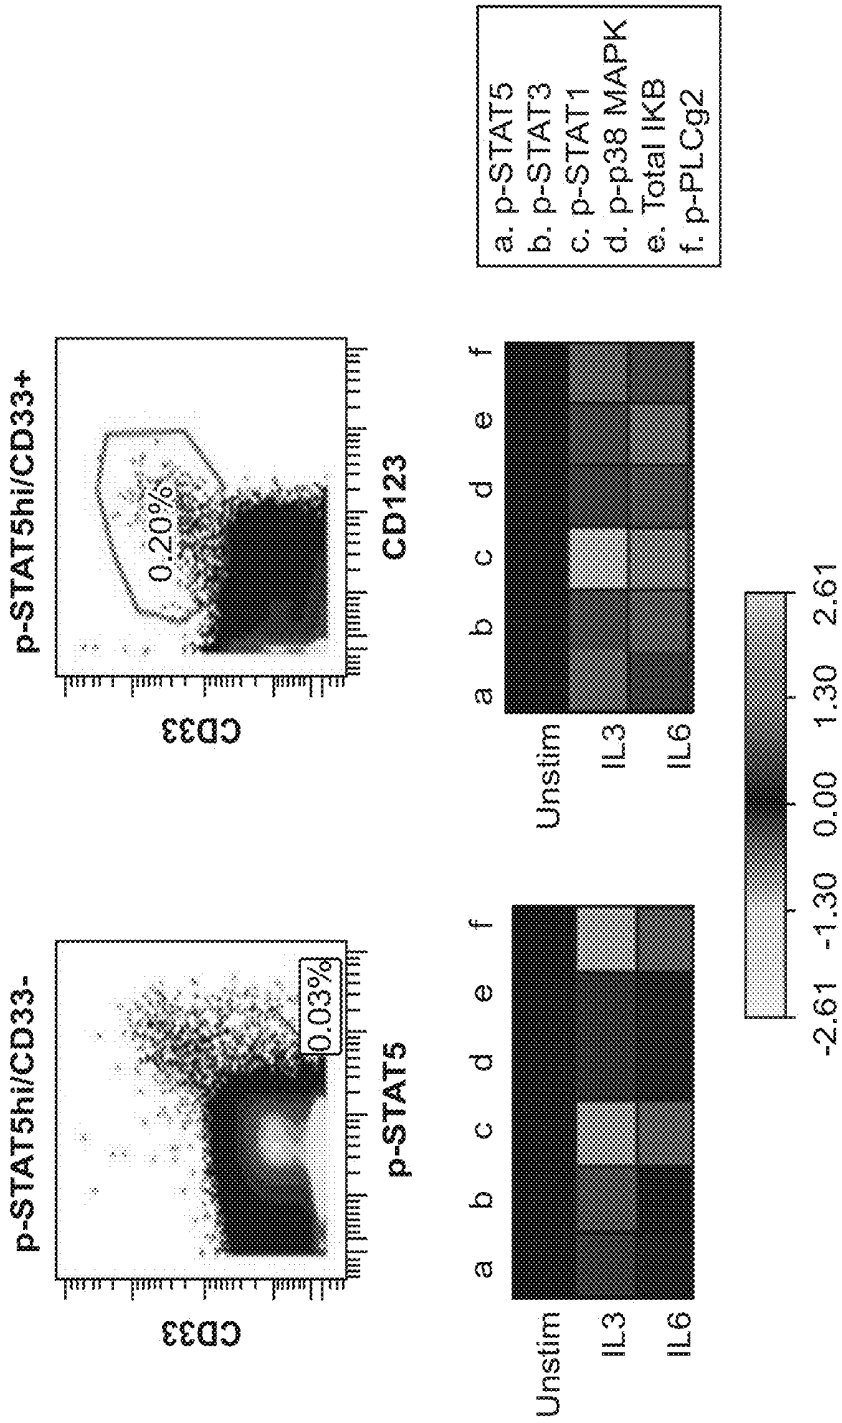 p-STAT5hi/CD33-
CD33
0.03%
p-STAT5
p-STAT5hi/CD33+
CD33
0.20%
CD123
a b c d e f
Unstim
IL3
IL6
a b c d e f
Unstim
IL3
IL6
a. p-STAT5
b. p-STAT3
c. p-STAT1
d. p-p38 MAPK
e. Total IKB
f. p-PLCg2
-2.61 -1.30 0.00 1.30 2.61